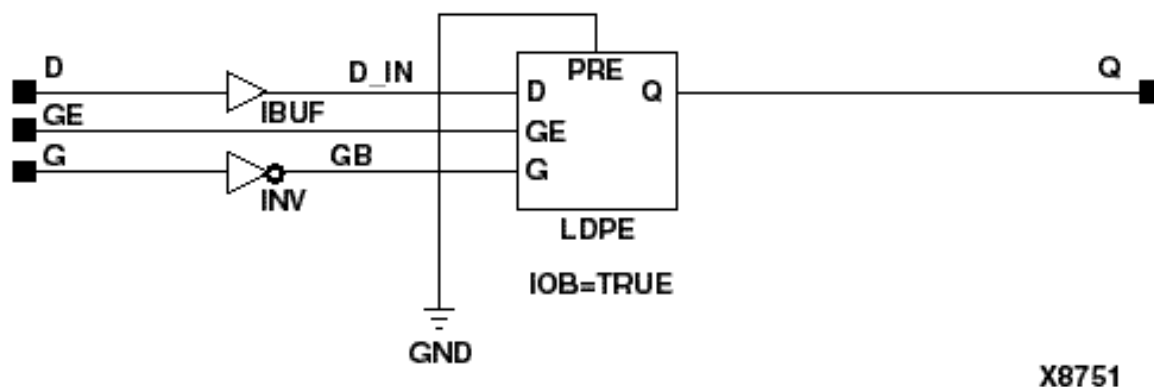 D
D_IN
PRE
Q
IBUF
D
Q
GE
GE
G
GB
G
INV
LDPE
IOB=TRUE
GND
X8751